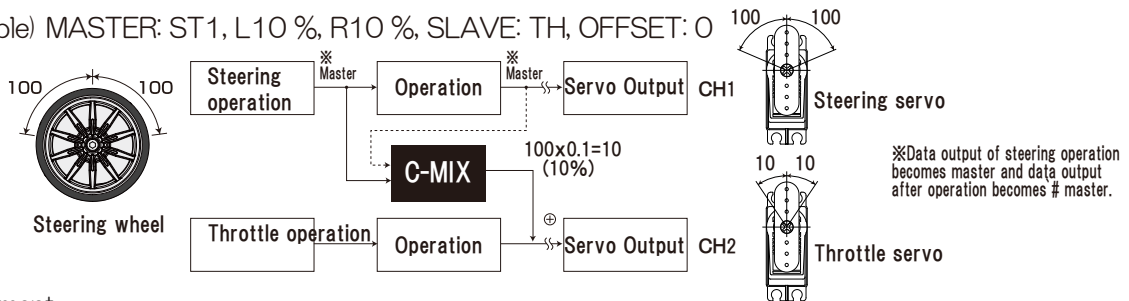 ple) MASTER: ST1, L10 %, R10 %, SLAVE: TH, OFFSET: 0
100 100
Steering wheel
Steering
operation
※
Master
Operation
※
Master
Servo Output CH1
C-MIX
100x0.1=10
(10%)
Throttle operation
Operation
⊕
Servo Output CH2
100 100
Steering servo
10 10
Throttle servo
※Data output of steering operation
becomes master and data output
after operation becomes # master.